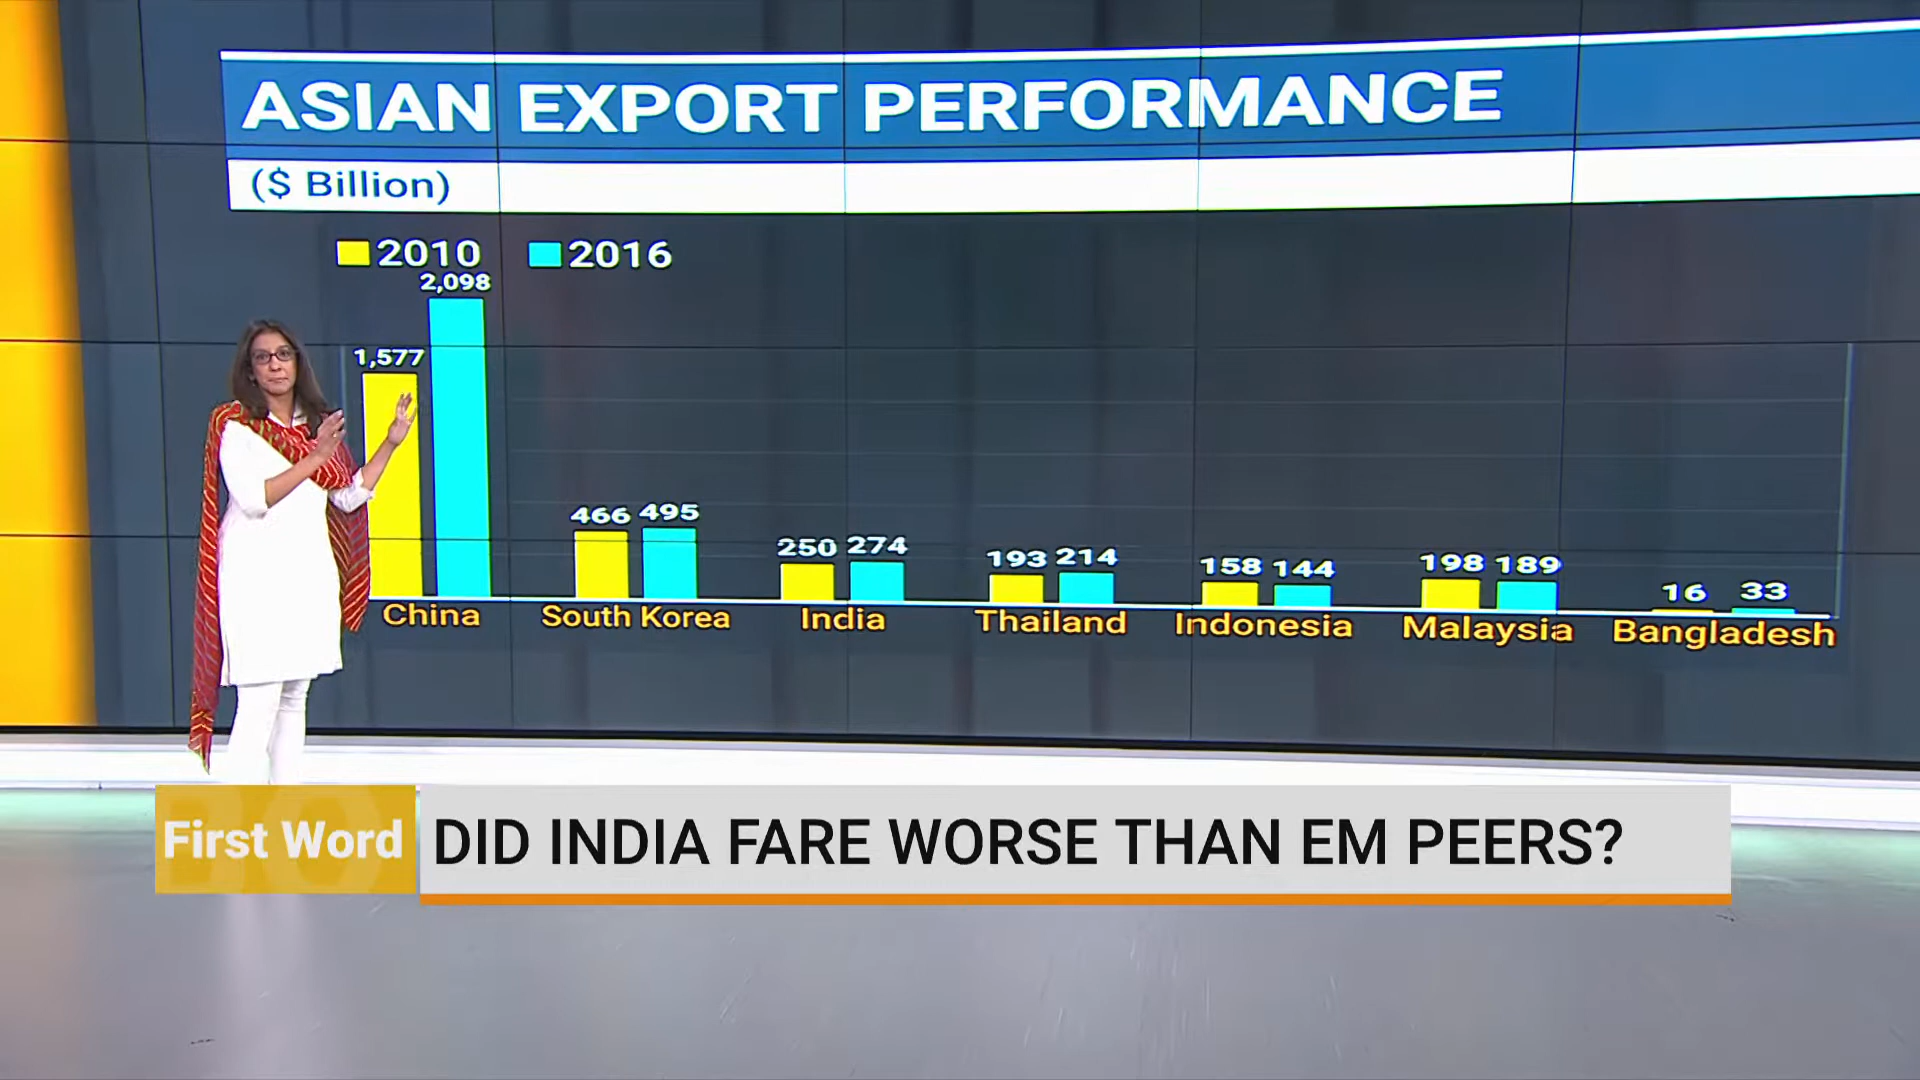 ASIAN EXPORT PERFORMANCE
($ Billion)
2010 2016
2,098
1,577
466 495
250 274
193 214
158 144
198 189
16 33
China South Korea India Thailand Indonesia Malaysia Bangladesh
First Word DID INDIA FARE WORSE THAN EM PEERS?